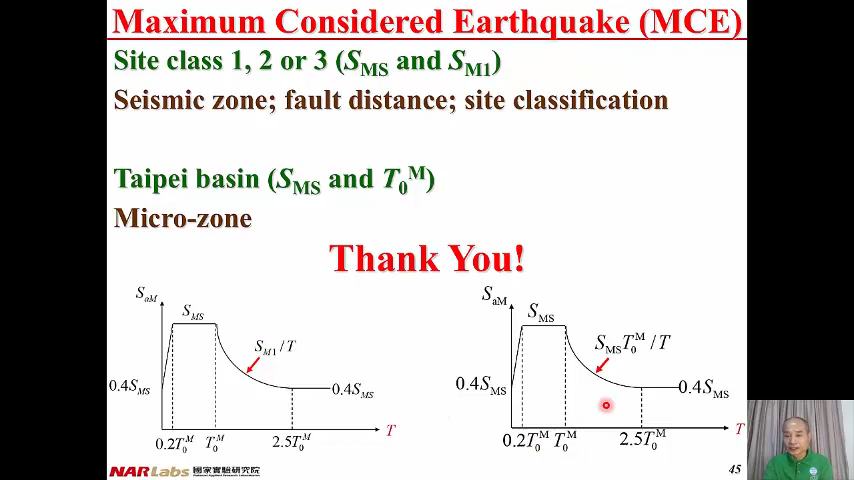 Maximum Considered Earthquake (MCE)
Site class 1, 2 or 3 (SMS and SM1)
Seismic zone; fault distance; site classification
Taipei basin (SMS and T0M)
Micro-zone
Thank You!
SaM
SMS
SM1 / T
0.4SMS
0.4SMS
0.2T0M
T0M
2.5T0M
T
SaM
SMS
SMST0M / T
0.4SMS
0.4SMS
0.2T0M
T0M
2.5T0M
T
NARLabs 國家實驗研究院
45